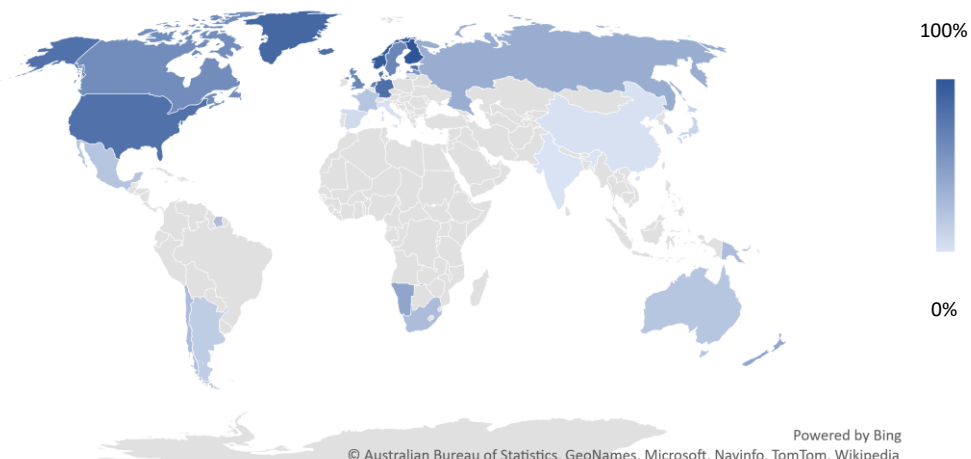 100%
0%
Powered by Bing
© Australian Bureau of Statistics, GeoNames, Microsoft, Navinfo, TomTom, Wikipedia